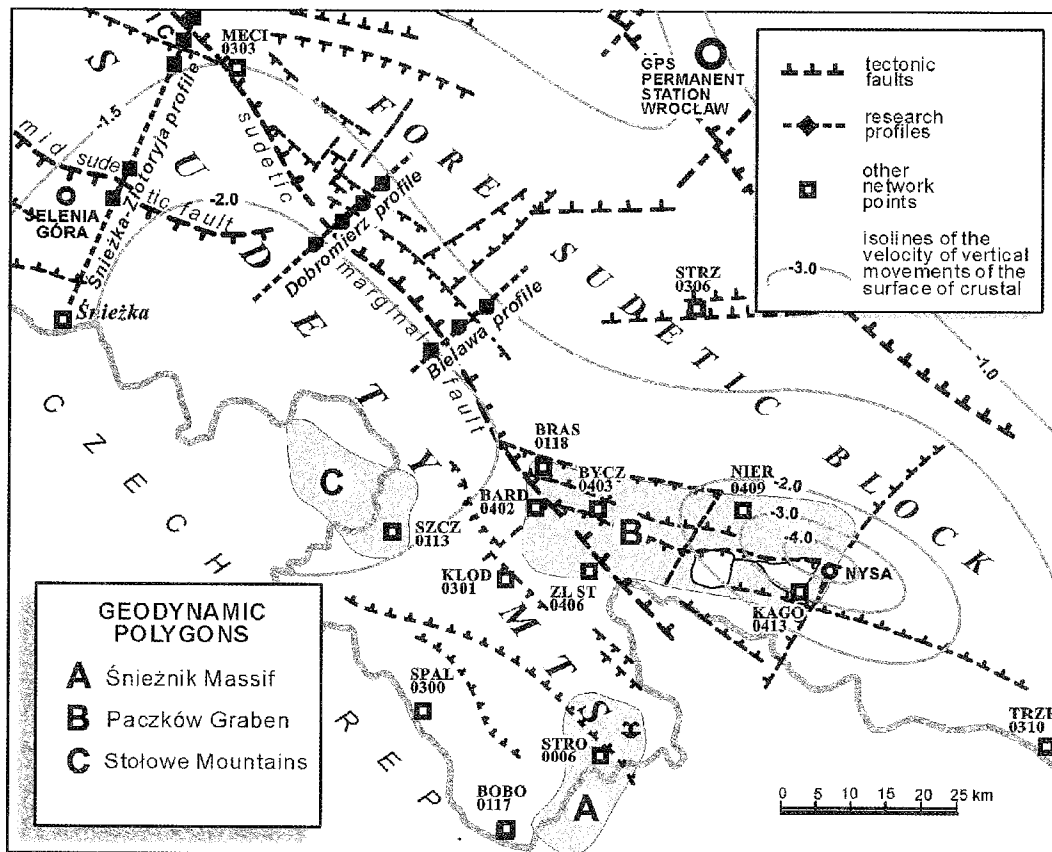 MECI
0303
GPS
PERMANENT
STATION
WROCŁAW
tectonic
faults
research
profiles
other
network
points
isolines of the
velocity of vertical
movements of the
surface of crustal
-3.0
-1.5
mid sudetic fault
JELENIA
GÓRA
Śnieżka-Złotoryja profile
-2.0
sudetic marginal fault
Dobromierz profile
Bielawa profile
FORE SUDETIC BLOCK
SUDETY MTS
STRZ
0306
-1.0
Śnieżka
CZECH REP
C
SZCZ
0113
BRAS
0118
BYCZ
0403
BARD
0402
B
NIER
0409
-2.0
-3.0
-4.0
NYSA
KLOD
0301
ZL ST
0406
KAGO
0413
SPAL
0300
STRO
0006
A
BOBO
0117
TRZE
0310
GEODYNAMIC
POLYGONS
A Śnieżnik Massif
B Paczków Graben
C Stołowe Mountains
0 5 10 15 20 25 km